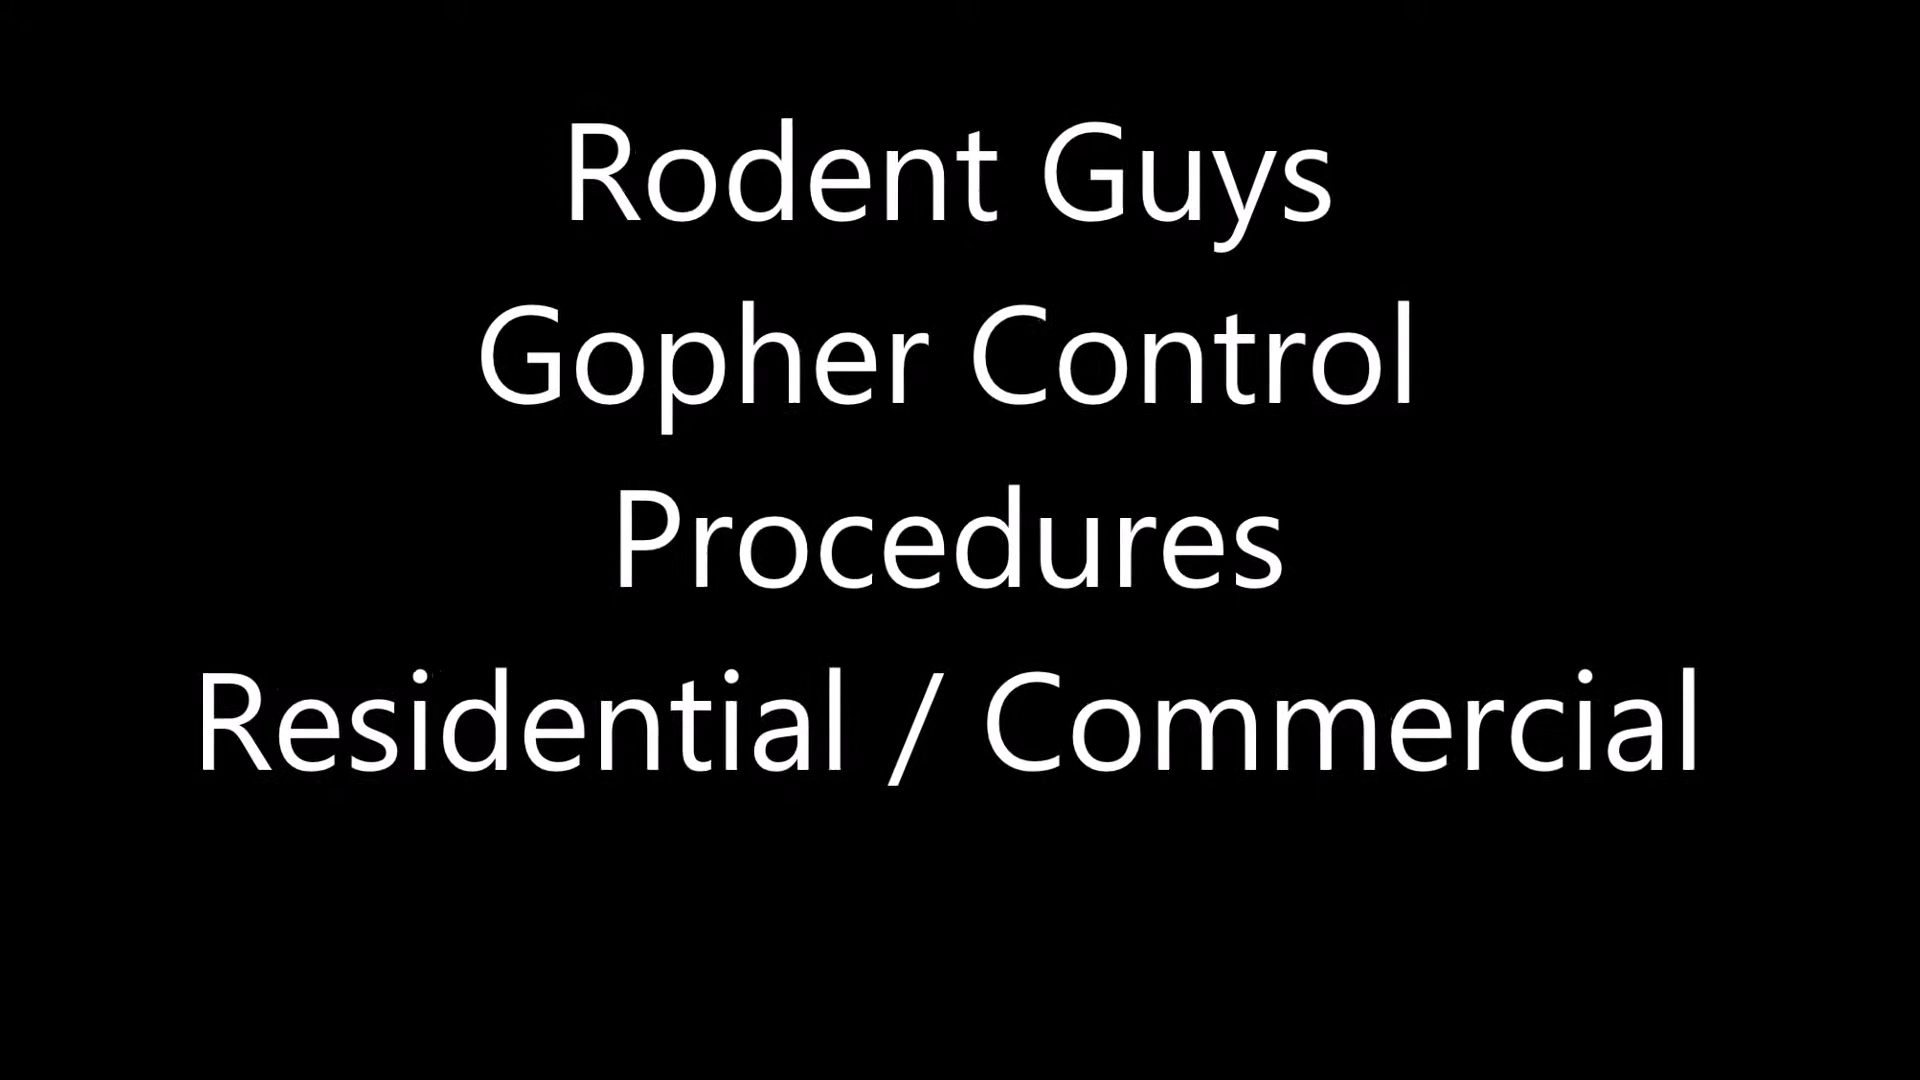 Rodent Guys
Gopher Control
Procedures
Residential / Commercial